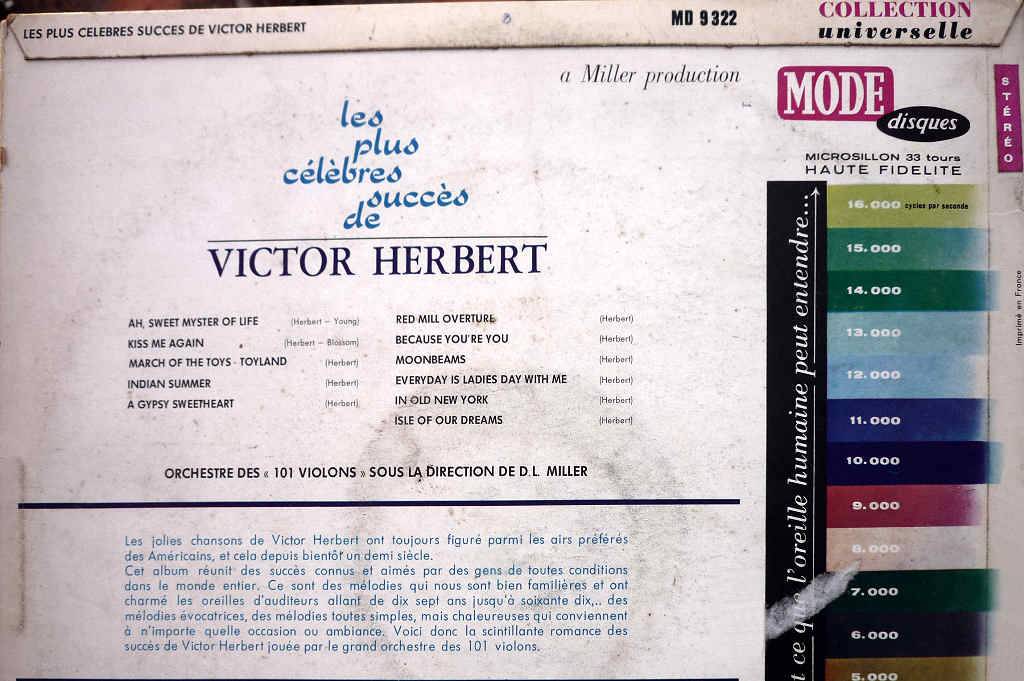 LES PLUS CELEBRES SUCCES DE VICTOR HERBERT
MD 9322
COLLECTION
universelle
a Miller production
MODE
disques
STÉRÉO
MICROSILLON 33 tours
HAUTE FIDELITE
les
plus
célèbres
succès
de
VICTOR HERBERT
AH, SWEET MYSTER OF LIFE (Herbert – Young)
KISS ME AGAIN (Herbert – Blossom)
MARCH OF THE TOYS - TOYLAND (Herbert)
INDIAN SUMMER (Herbert)
A GYPSY SWEETHEART (Herbert)
RED MILL OVERTURE (Herbert)
BECAUSE YOU'RE YOU (Herbert)
MOONBEAMS (Herbert)
EVERYDAY IS LADIES DAY WITH ME (Herbert)
IN OLD NEW YORK (Herbert)
ISLE OF OUR DREAMS (Herbert)
ORCHESTRE DES « 101 VIOLONS » SOUS LA DIRECTION DE D.L. MILLER
Les jolies chansons de Victor Herbert ont toujours figuré parmi les airs préférés
des Américains, et cela depuis bientôt un demi siècle.
Cet album réunit des succès connus et aimés par des gens de toutes conditions
dans le monde entier. Ce sont des mélodies qui nous sont bien familières et ont
charmé les oreilles d'auditeurs allant de dix sept ans jusqu'à soixante dix,.. des
mélodies évocatrices, des mélodies toutes simples, mais chaleureuses qui conviennent
à n'importe quelle occasion ou ambiance. Voici donc la scintillante romance des
succès de Victor Herbert jouée par le grand orchestre des 101 violons.
ce que l'oreille humaine peut entendre...
16.000 cycles par seconde
15.000
14.000
13.000
12.000
11.000
10.000
9.000
8.000
7.000
6.000
5.000
Imprimé en France